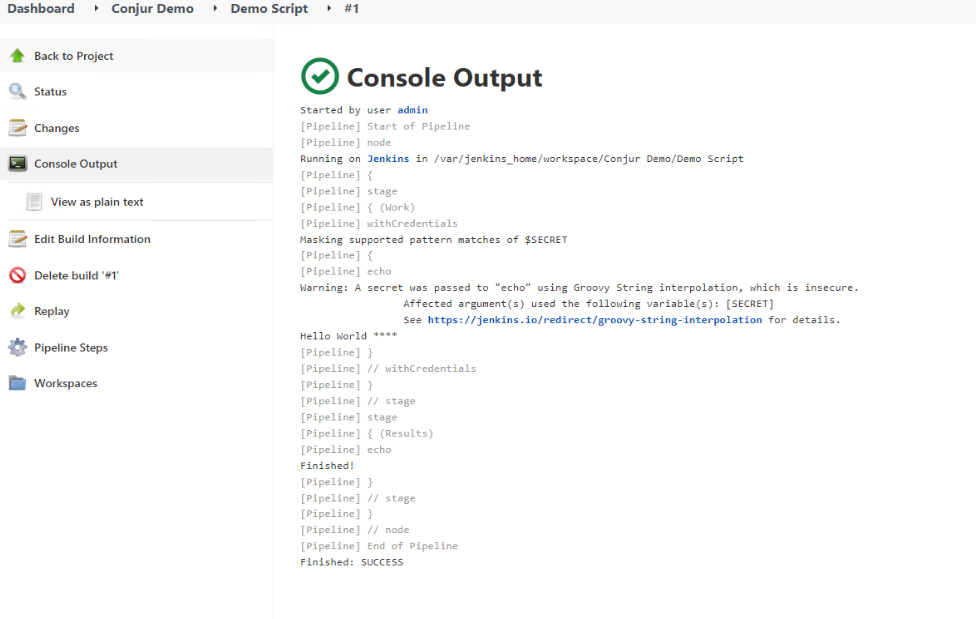 Dashboard ▸ Conjur Demo ▸ Demo Script ▸ #1
Back to Project
Status
Changes
Console Output
View as plain text
Edit Build Information
Delete build ‘#1’
Replay
Pipeline Steps
Workspaces
Console Output
Started by user admin
[Pipeline] Start of Pipeline
[Pipeline] node
Running on Jenkins in /var/jenkins_home/workspace/Conjur Demo/Demo Script
[Pipeline] {
[Pipeline] stage
[Pipeline] { (Work)
[Pipeline] withCredentials
Masking supported pattern matches of $SECRET
[Pipeline] {
[Pipeline] echo
Warning: A secret was passed to "echo" using Groovy String interpolation, which is insecure.
Affected argument(s) used the following variable(s): [SECRET]
See https://jenkins.io/redirect/groovy-string-interpolation for details.
Hello World ****
[Pipeline] }
[Pipeline] // withCredentials
[Pipeline] }
[Pipeline] // stage
[Pipeline] stage
[Pipeline] { (Results)
[Pipeline] echo
Finished!
[Pipeline] }
[Pipeline] // stage
[Pipeline] }
[Pipeline] // node
[Pipeline] End of Pipeline
Finished: SUCCESS